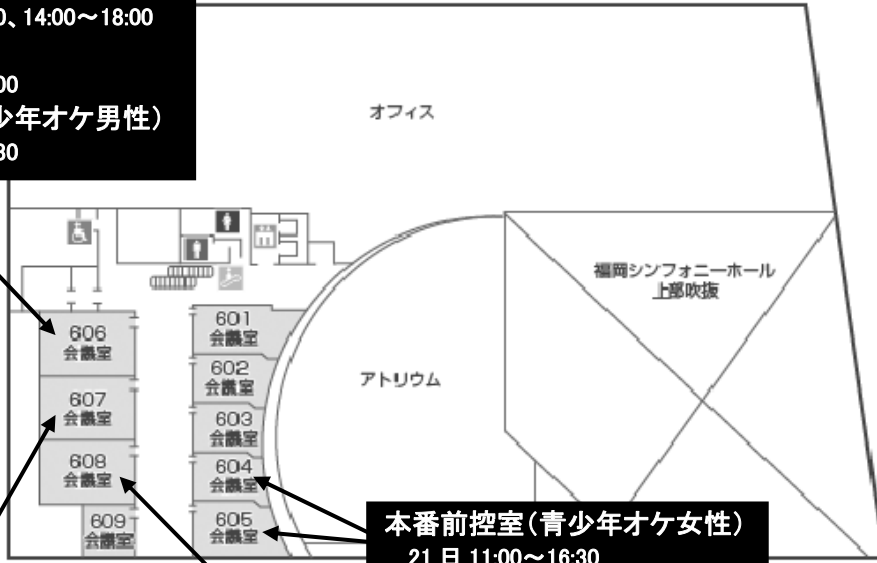 、14:00～18:00
00
少年オケ男性）
30
オフィス
福岡シンフォニーホール
上部吹抜
アトリウム
601
会議室
602
会議室
603
会議室
604
会議室
605
会議室
606
会議室
607
会議室
608
会議室
609
会議室
本番前控室（青少年オケ女性）
21 日 11:00～16:30